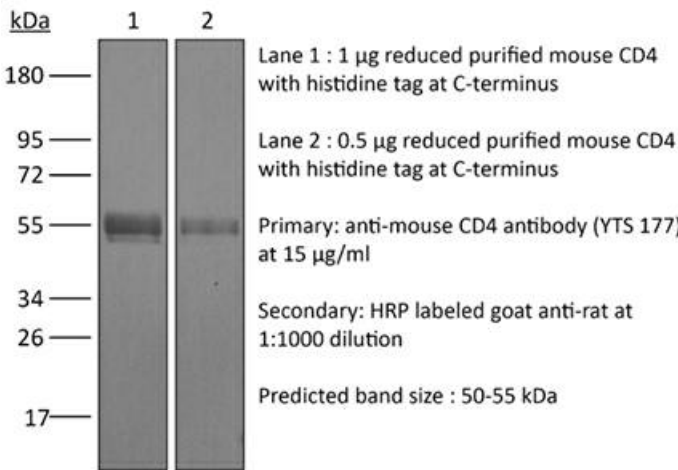 kDa 1 2
180
95
72
55
34
26
17
Lane 1 : 1 µg reduced purified mouse CD4
with histidine tag at C-terminus
Lane 2 : 0.5 µg reduced purified mouse CD4
with histidine tag at C-terminus
Primary: anti-mouse CD4 antibody (YTS 177)
at 15 µg/ml
Secondary: HRP labeled goat anti-rat at
1:1000 dilution
Predicted band size : 50-55 kDa